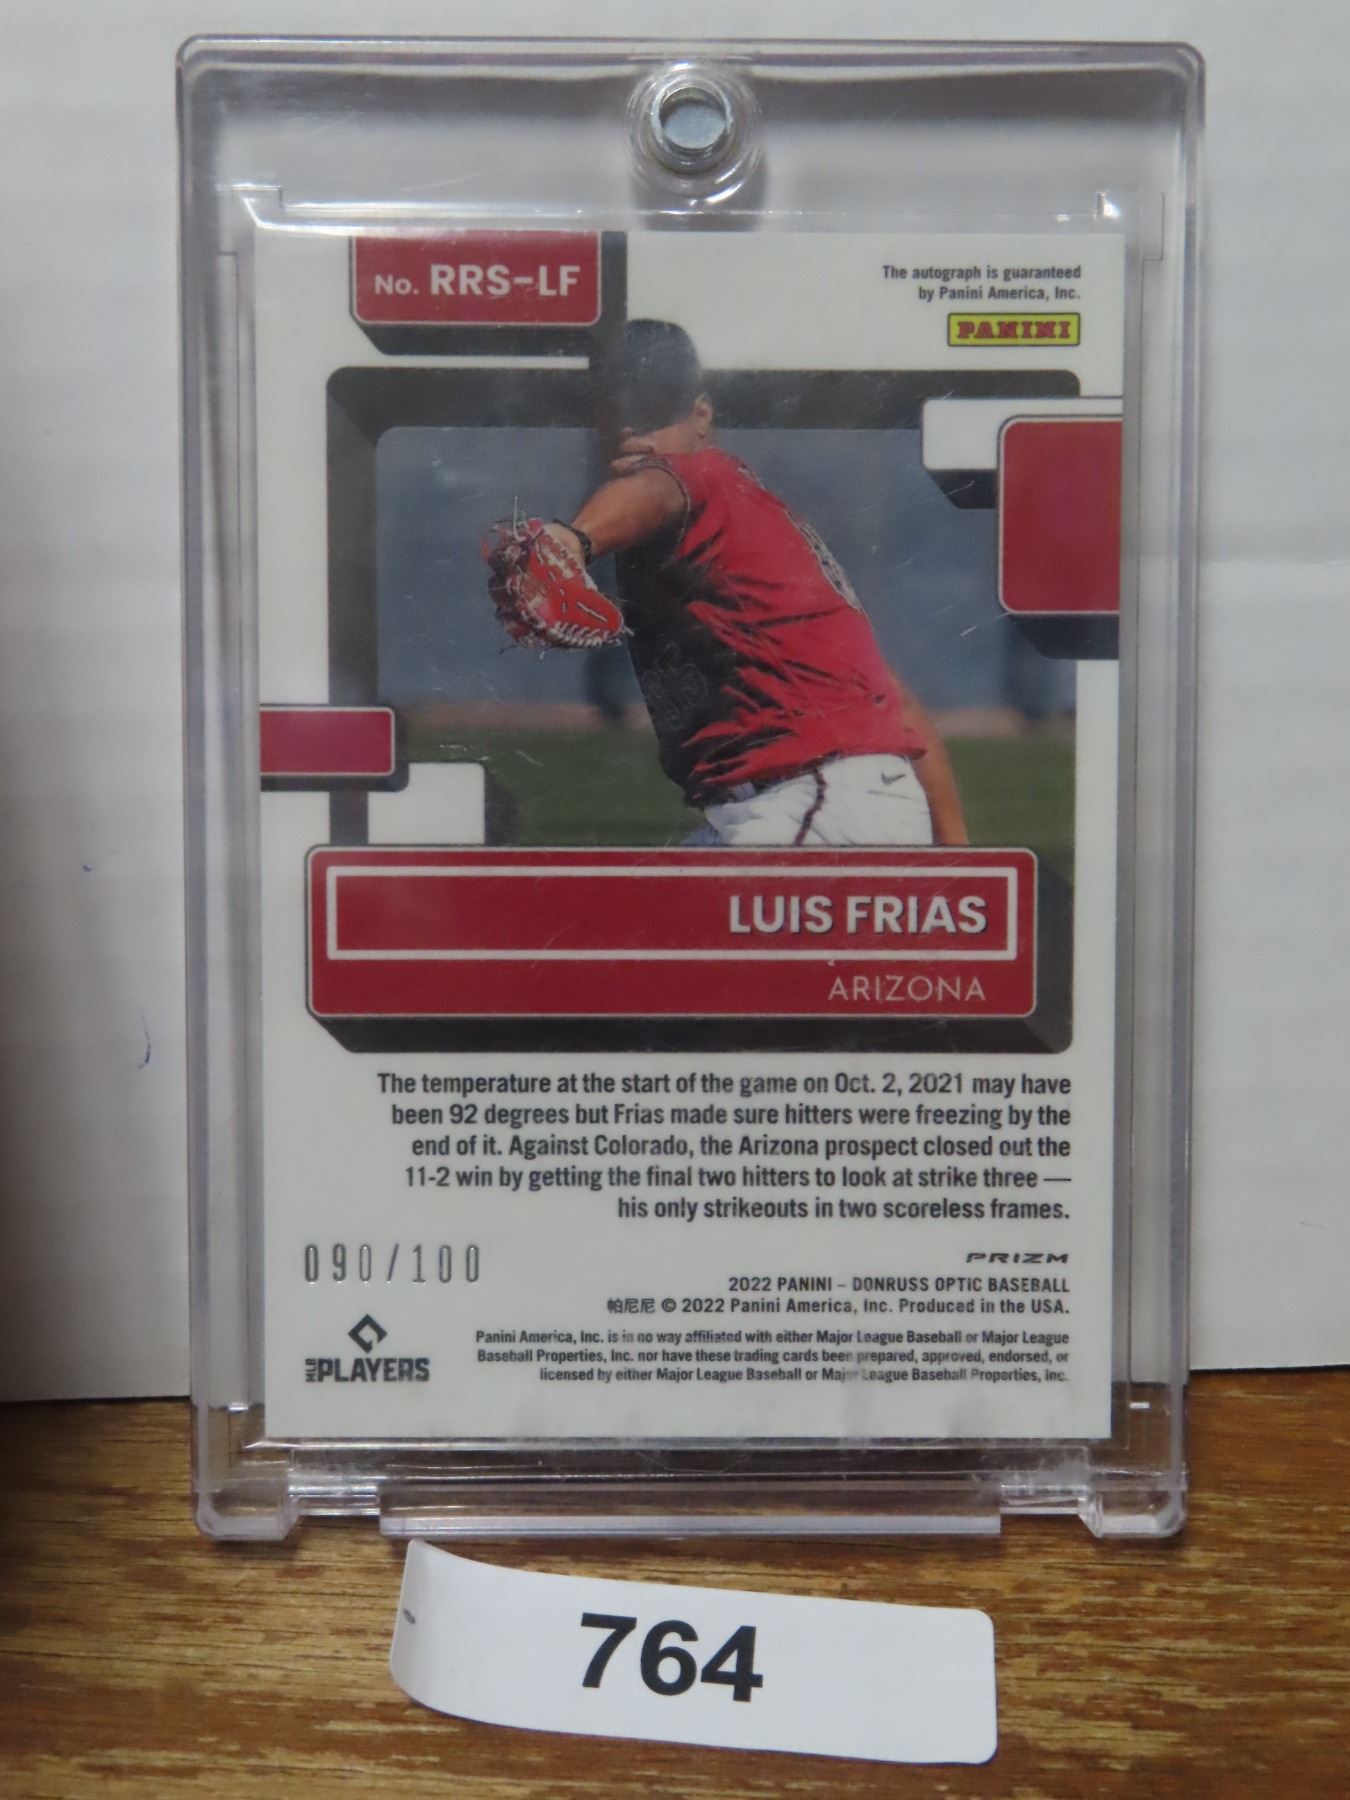 No. RRS-LF
The autograph is guaranteed
by Panini America, Inc.
PANINI
LUIS FRIAS
ARIZONA
The temperature at the start of the game on Oct. 2, 2021 may have
been 92 degrees but Frias made sure hitters were freezing by the
end of it. Against Colorado, the Arizona prospect closed out the
11-2 win by getting the final two hitters to look at strike three —
his only strikeouts in two scoreless frames.
090/100
PRIZM
2022 PANINI – DONRUSS OPTIC BASEBALL
帕尼尼 © 2022 Panini America, Inc. Produced in the USA.
MLB PLAYERS
Panini America, Inc. is in no way affiliated with either Major League Baseball or Major League
Baseball Properties, Inc. nor have these trading cards been prepared, approved, endorsed, or
licensed by either Major League Baseball or Major League Baseball Properties, Inc.
764